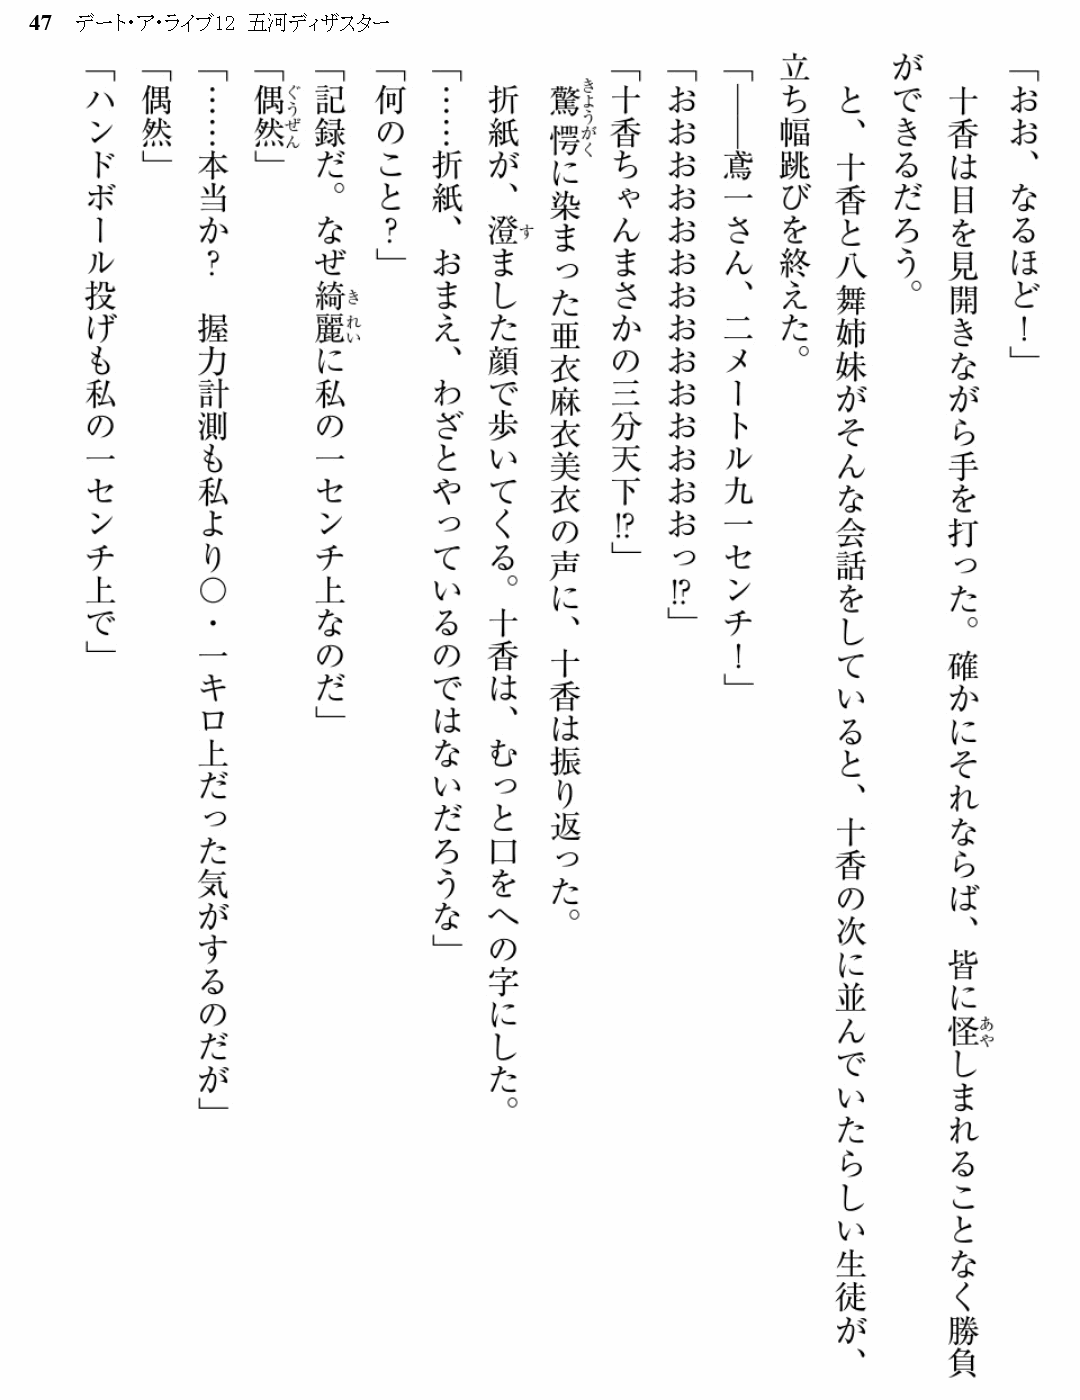 47 デート・ア・ライブ12 五河ディザスター
「おお、なるほど！」
　十香は目を見開きながら手を打った。確かにそれならば、皆に怪しまれることなく勝負
ができるだろう。
　と、十香と八舞姉妹がそんな会話をしていると、十香の次に並んでいたらしい生徒が、
立ち幅跳びを終えた。
「――鳶一さん、二メートル九一センチ！」
「おおおおおおおおおおおおおおっ⁉」
「十香ちゃんまさかの三分天下⁉」
　驚愕に染まった亜衣麻衣美衣の声に、十香は振り返った。
　折紙が、澄ました顔で歩いてくる。十香は、むっと口をへの字にした。
「……折紙、おまえ、わざとやっているのではないだろうな」
「何のこと？」
「記録だ。なぜ綺麗に私の一センチ上なのだ」
「偶然」
「……本当か？　握力計測も私より〇・一キロ上だった気がするのだが」
「偶然」
「ハンドボール投げも私の一センチ上で」